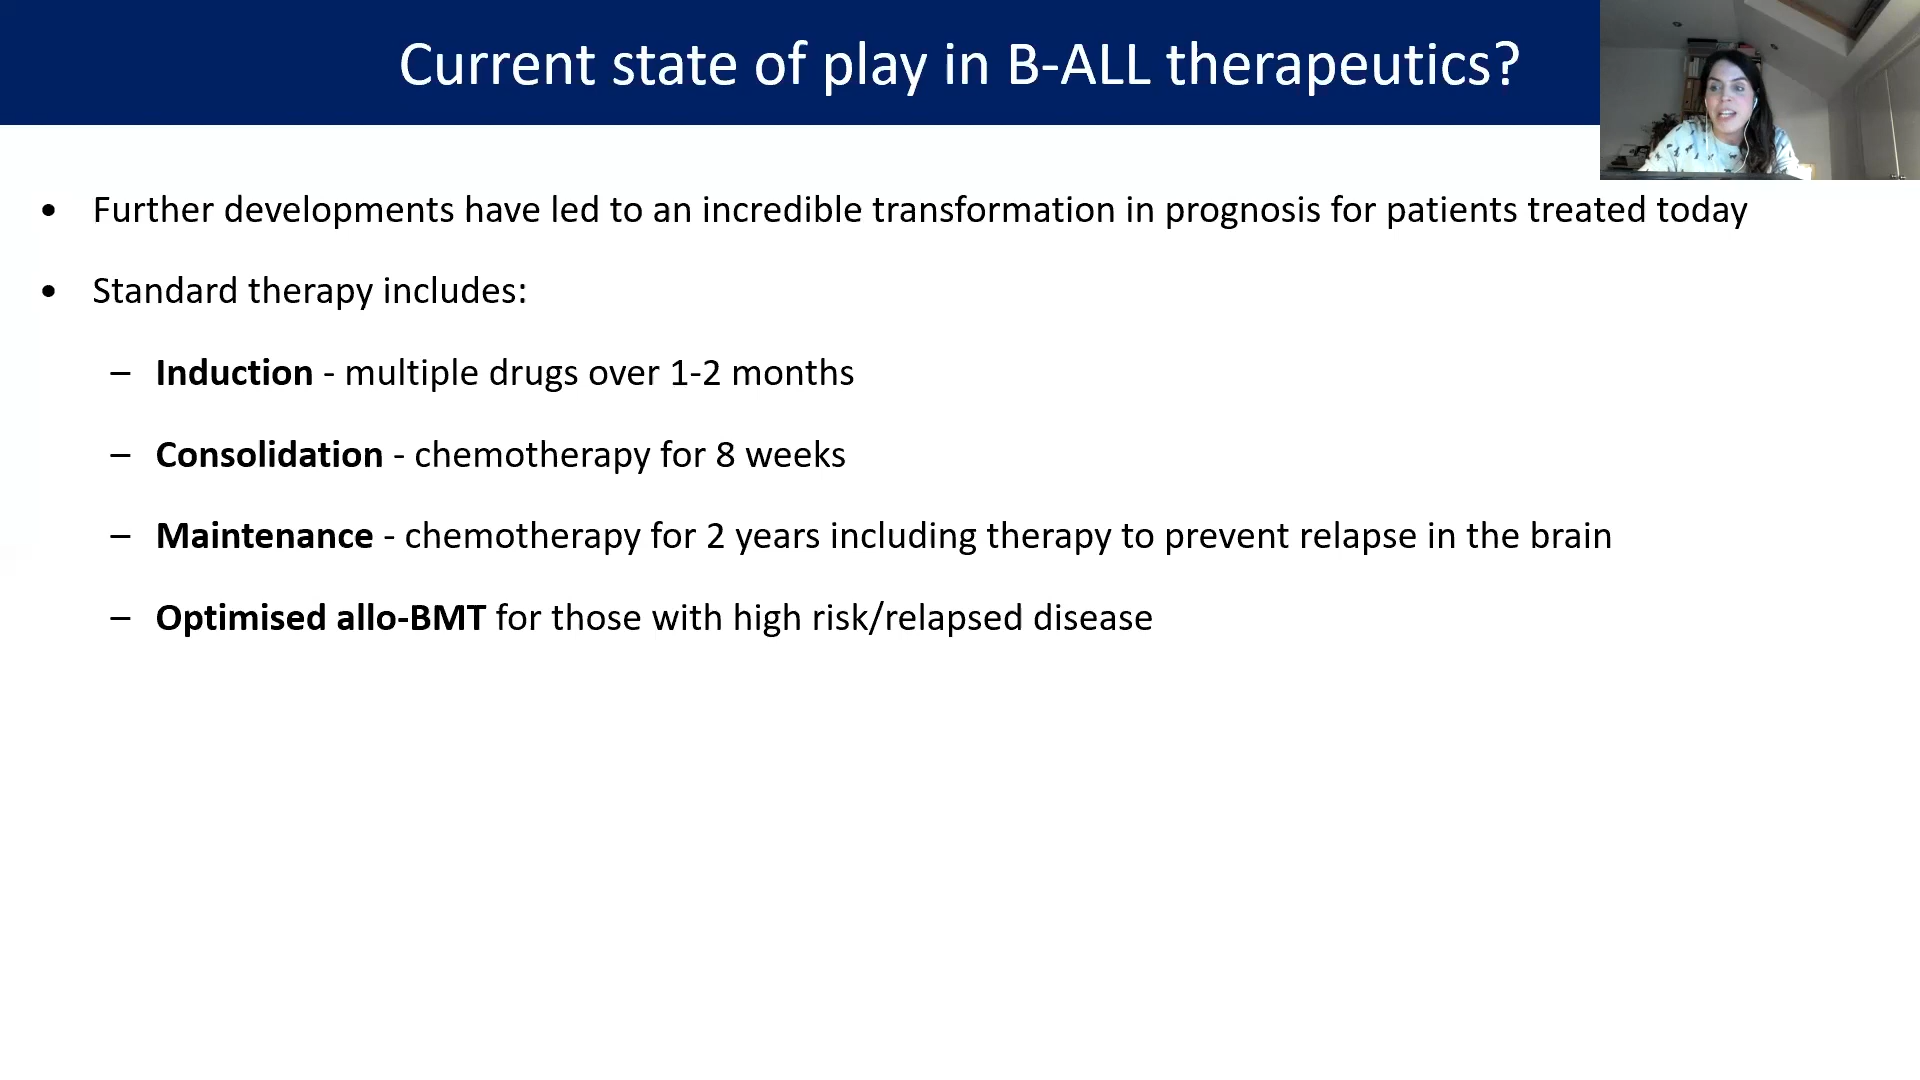 Current state of play in B-ALL therapeutics?
• Further developments have led to an incredible transformation in prognosis for patients treated today
• Standard therapy includes:
– Induction - multiple drugs over 1-2 months
– Consolidation - chemotherapy for 8 weeks
– Maintenance - chemotherapy for 2 years including therapy to prevent relapse in the brain
– Optimised allo-BMT for those with high risk/relapsed disease